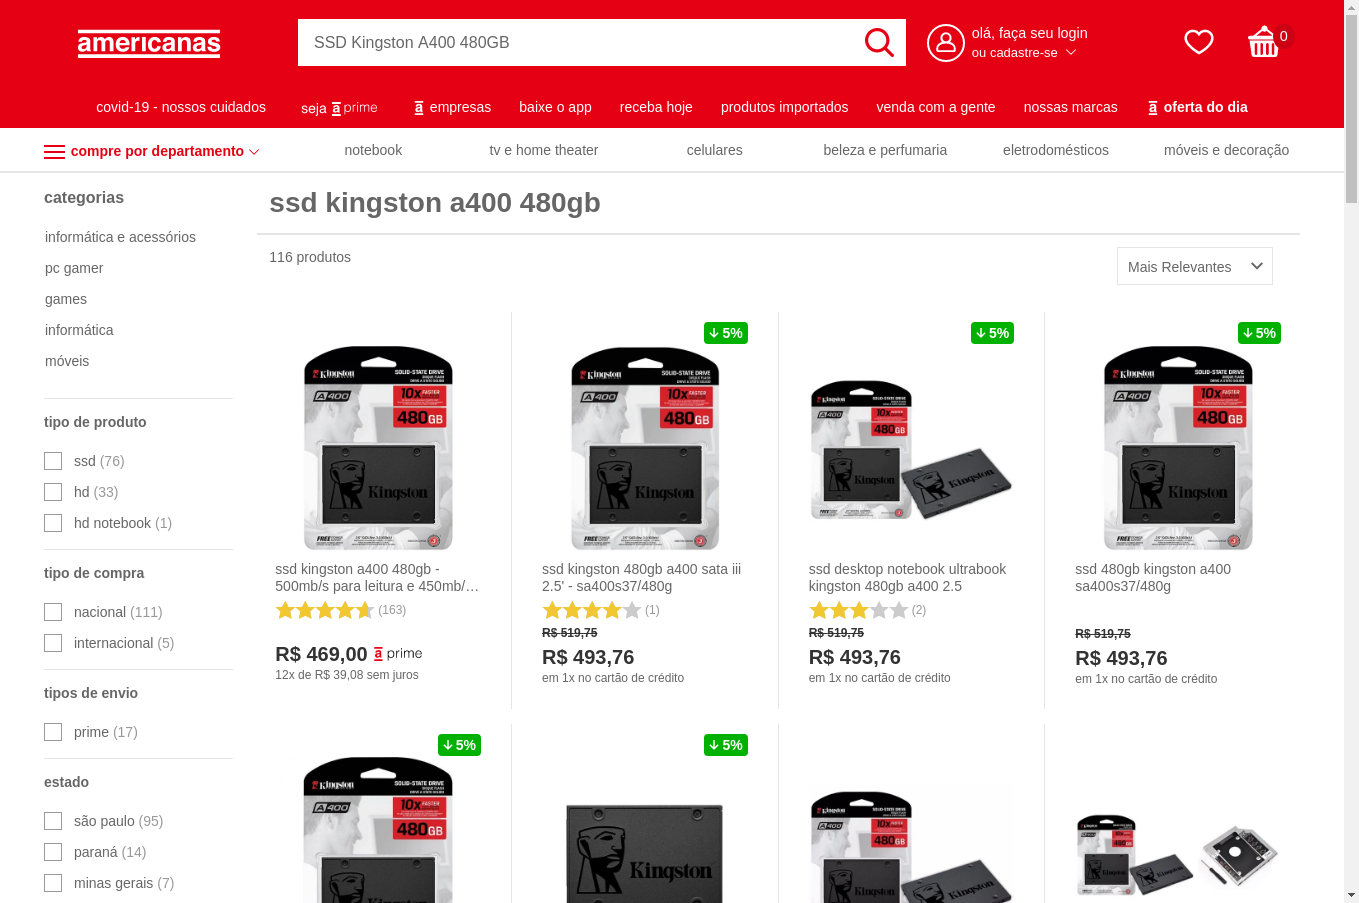 americanas
SSD Kingston A400 480GB
olá, faça seu login
ou cadastre-se
0
covid-19 - nossos cuidados
seja a prime
a empresas
baixe o app
receba hoje
produtos importados
venda com a gente
nossas marcas
a oferta do dia
compre por departamento
notebook
tv e home theater
celulares
beleza e perfumaria
eletrodomésticos
móveis e decoração
categorias
informática e acessórios
pc gamer
games
informática
móveis
tipo de produto
ssd (76)
hd (33)
hd notebook (1)
tipo de compra
nacional (111)
internacional (5)
tipos de envio
prime (17)
estado
são paulo (95)
paraná (14)
minas gerais (7)
ssd kingston a400 480gb
116 produtos
Mais Relevantes
Kingston
SOLID-STATE DRIVE
A400
10x FASTER
480GB
Kingston
ssd kingston a400 480gb -
500mb/s para leitura e 450mb/…
(163)
R$ 469,00 a prime
12x de R$ 39,08 sem juros
5%
Kingston
SOLID-STATE DRIVE
A400
10x FASTER
480GB
Kingston
ssd kingston 480gb a400 sata iii
2.5' - sa400s37/480g
(1)
R$ 519,75
R$ 493,76
em 1x no cartão de crédito
5%
Kingston
A400
10x
480GB
Kingston
Kingston
ssd desktop notebook ultrabook
kingston 480gb a400 2.5
(2)
R$ 519,75
R$ 493,76
em 1x no cartão de crédito
5%
Kingston
SOLID-STATE DRIVE
A400
10x FASTER
480GB
Kingston
ssd 480gb kingston a400
sa400s37/480g
R$ 519,75
R$ 493,76
em 1x no cartão de crédito
5%
Kingston
SOLID-STATE DRIVE
A400
10x FASTER
480GB
Kingston
5%
Kingston
Kingston
A400
10x
480GB
Kingston
Kingston